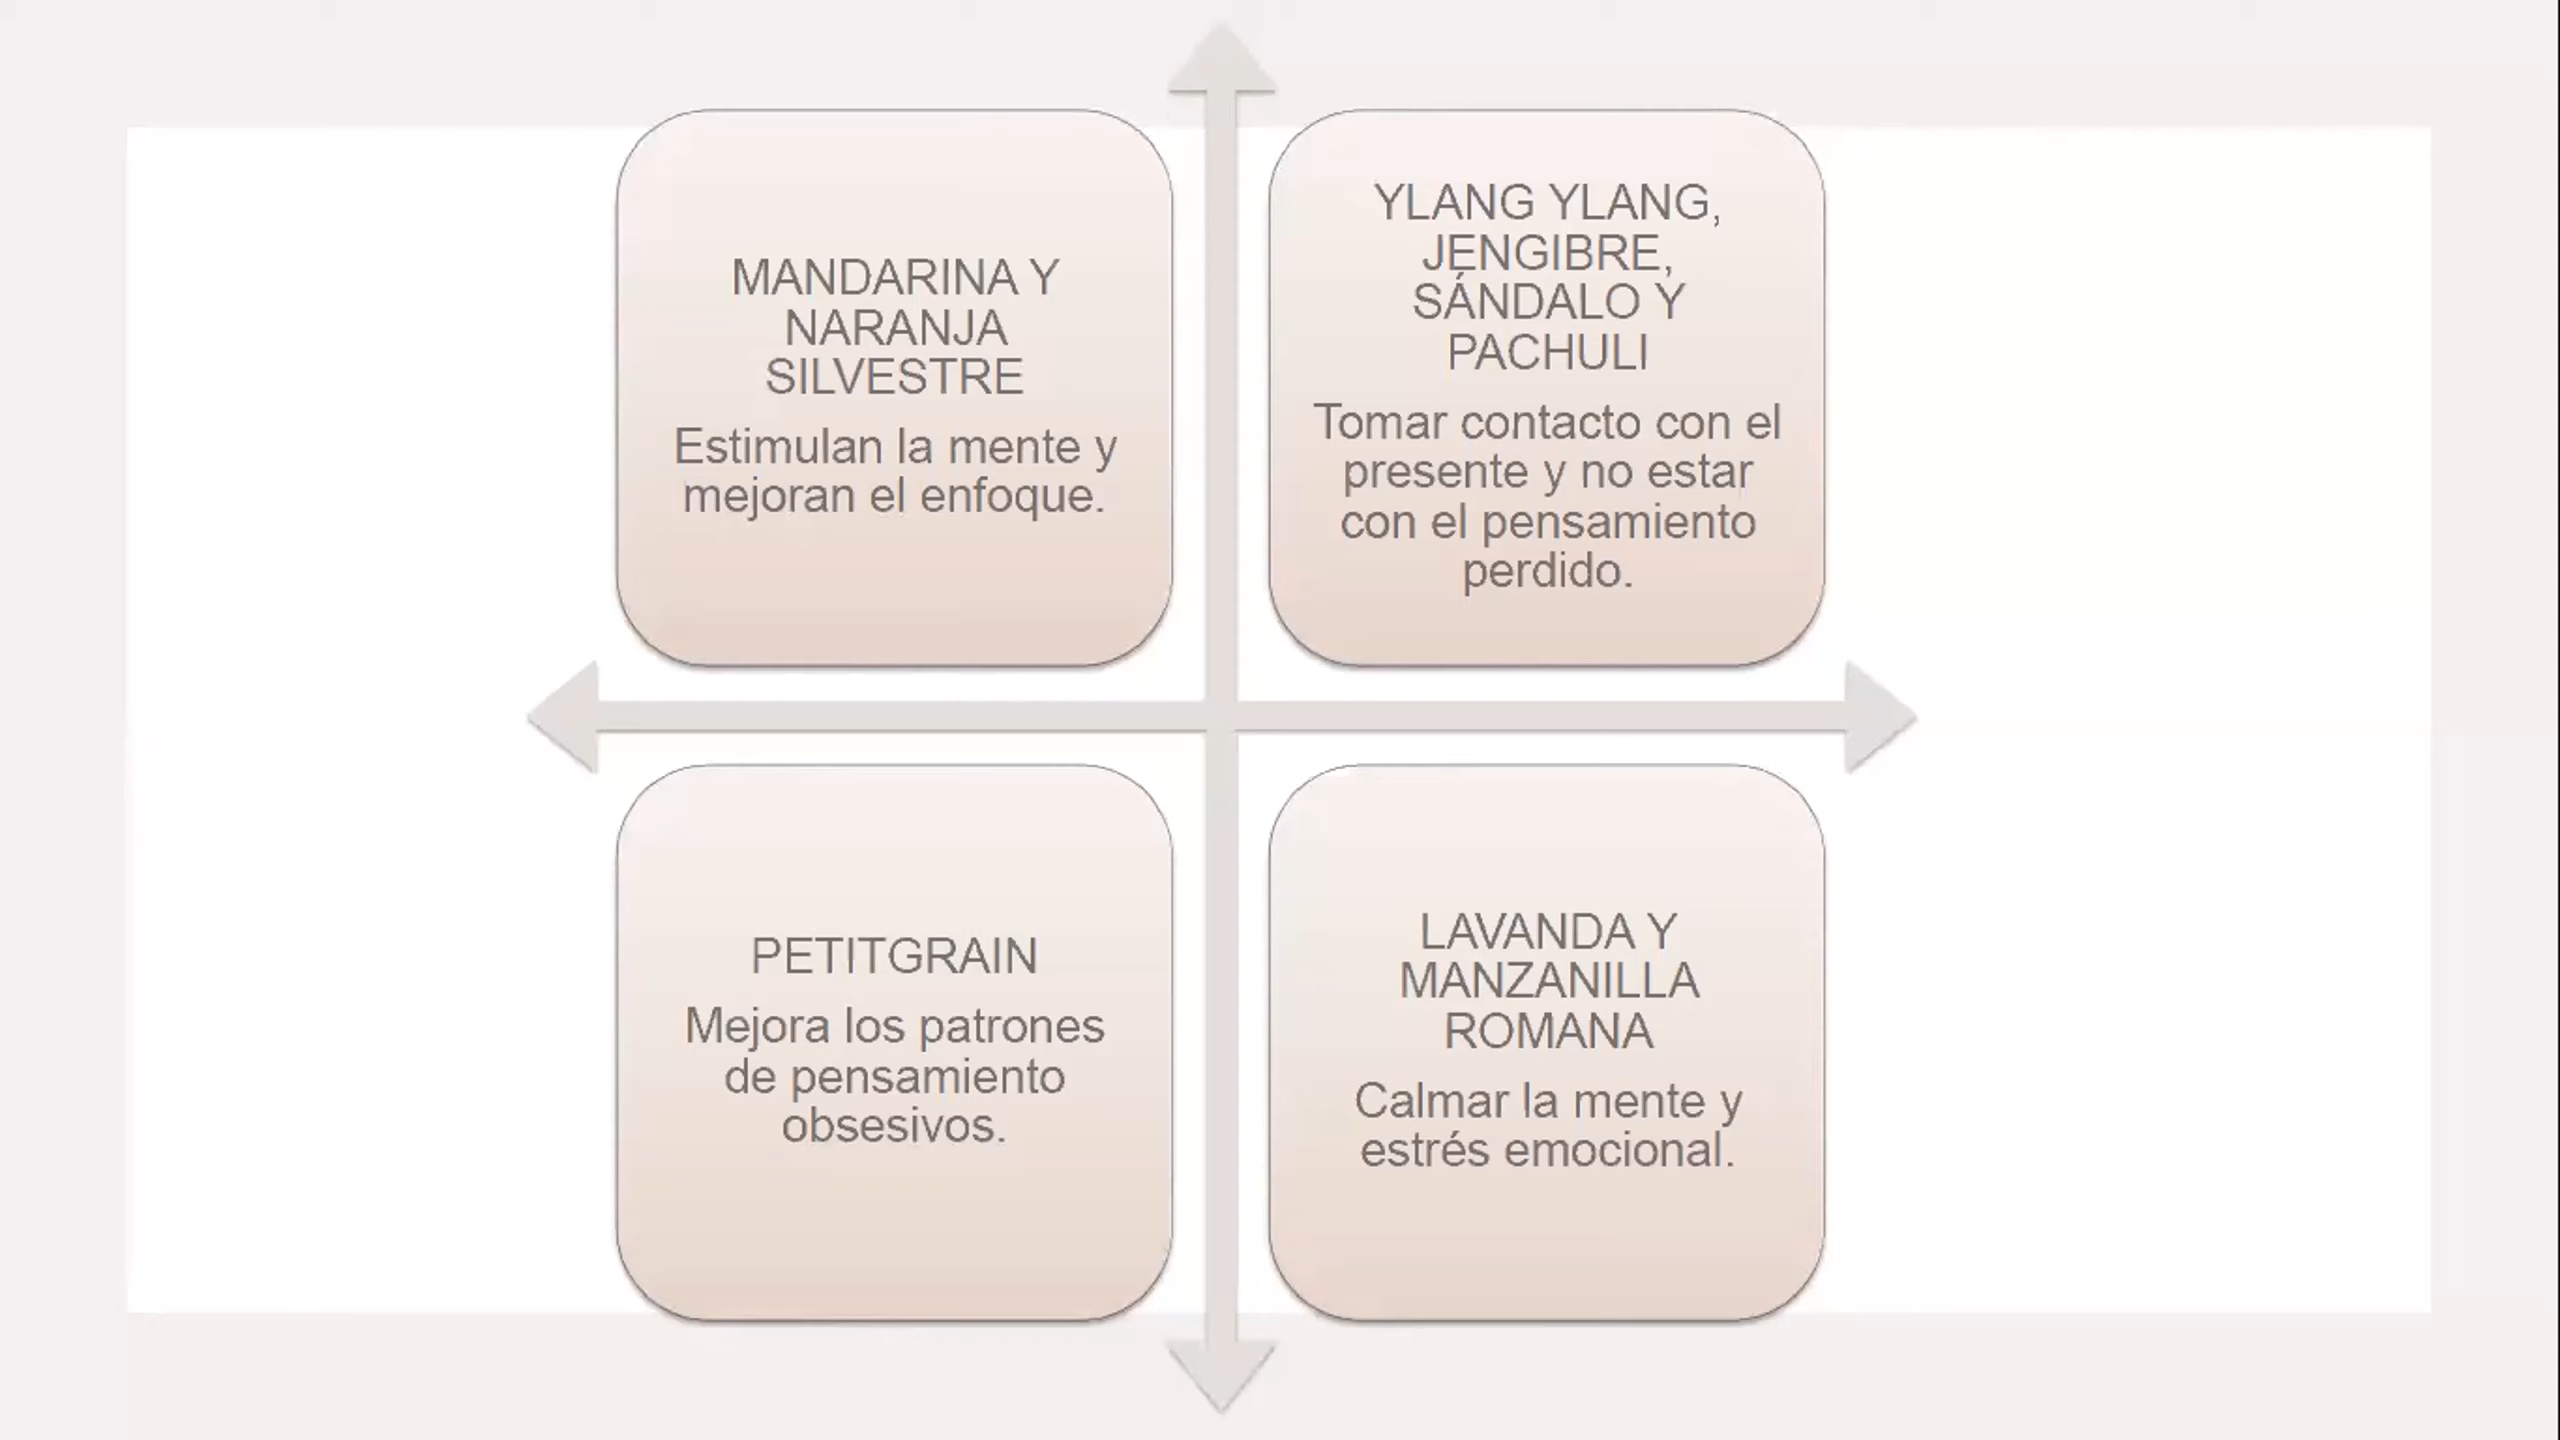 MANDARINA Y
NARANJA
SILVESTRE
Estimulan la mente y
mejoran el enfoque.
YLANG YLANG,
JENGIBRE,
SÁNDALO Y
PACHULI
Tomar contacto con el
presente y no estar
con el pensamiento
perdido.
PETITGRAIN
Mejora los patrones
de pensamiento
obsesivos.
LAVANDA Y
MANZANILLA
ROMANA
Calmar la mente y
estrés emocional.